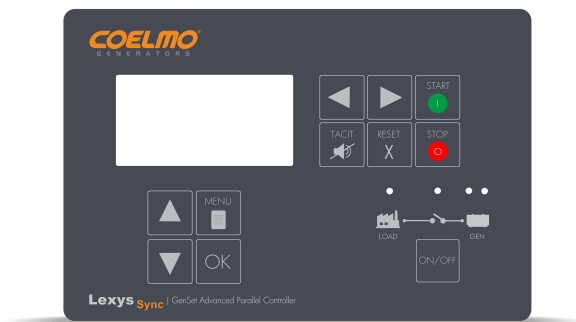 COELMO®
GENERATORS
START
TACIT
RESET
X
STOP
MENU
OK
LOAD
GEN
ON/OFF
Lexys Sync | GenSet Advanced Parallel Controller